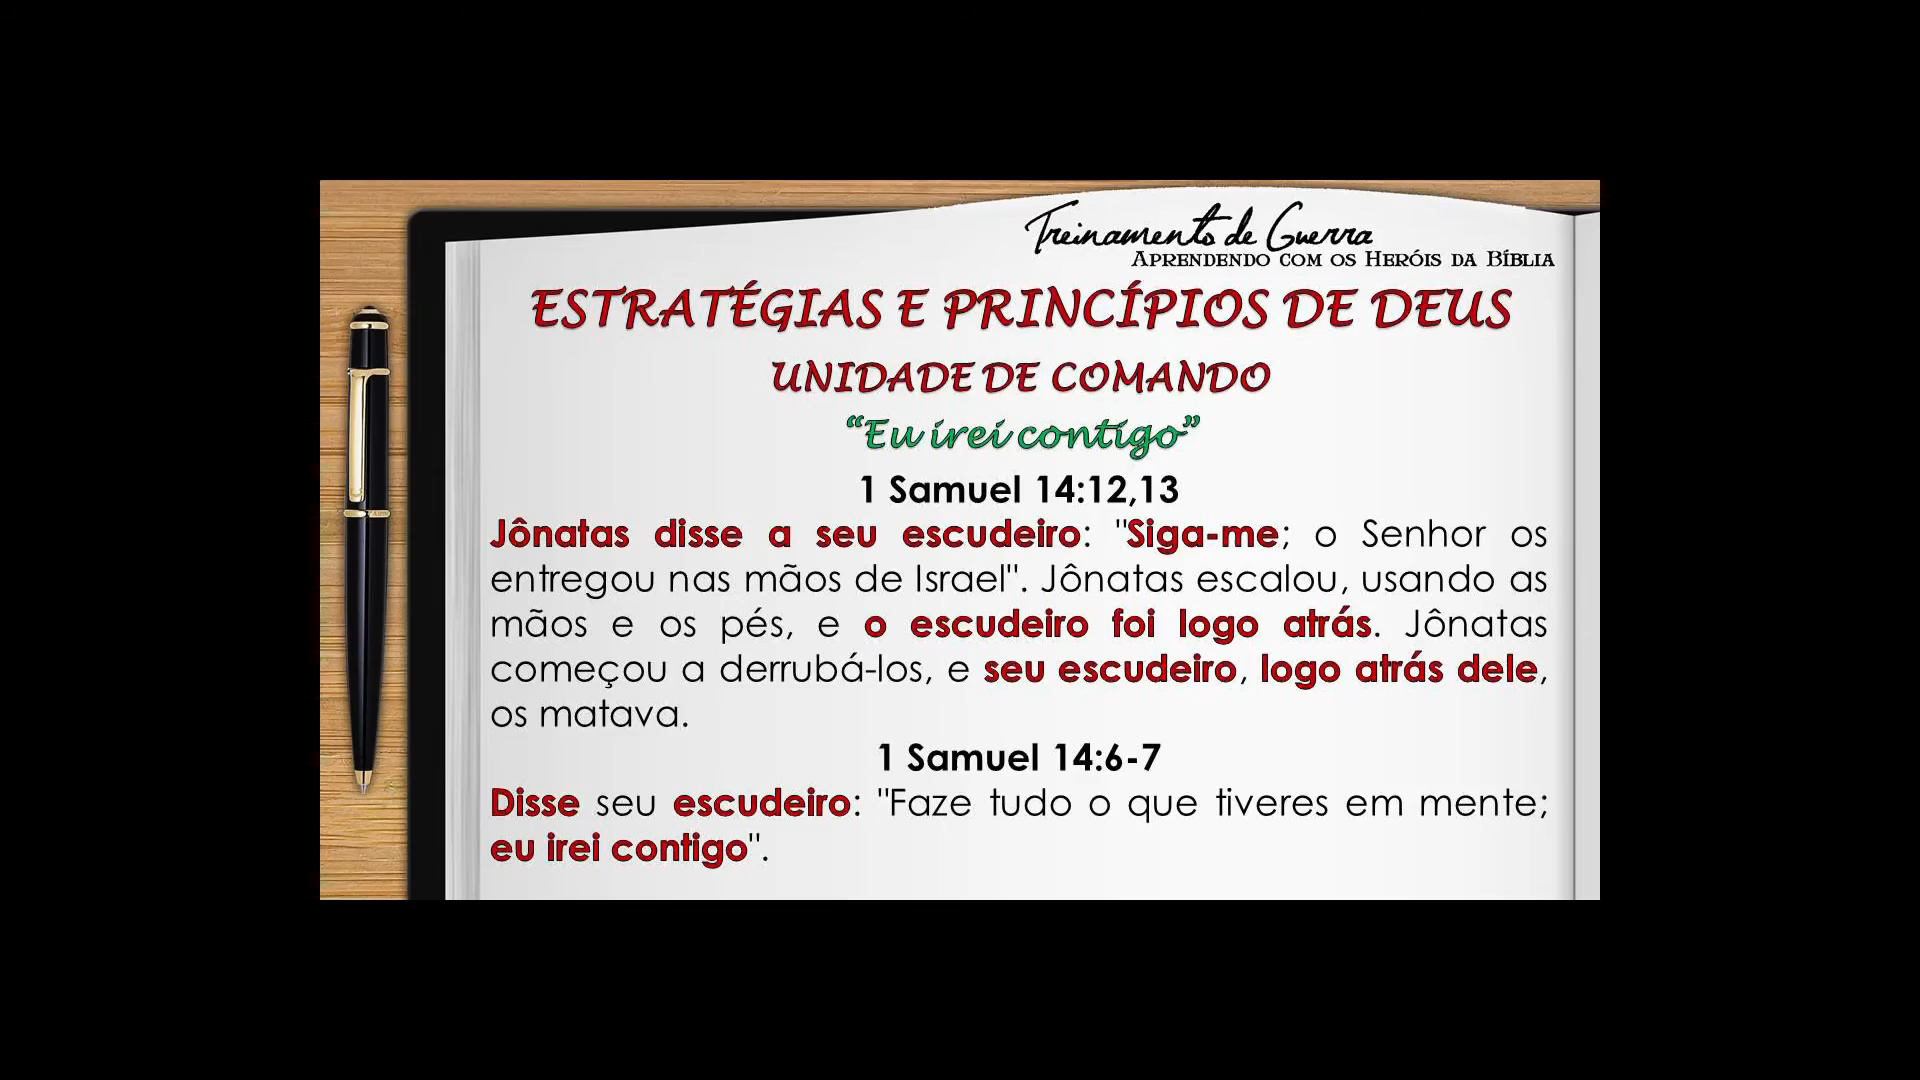 Treinamento de Guerra
Aprendendo com os Heróis da Bíblia
ESTRATÉGIAS E PRINCÍPIOS DE DEUS
UNIDADE DE COMANDO
“Eu irei contigo”
1 Samuel 14:12,13
Jônatas disse a seu escudeiro: "Siga-me; o Senhor os
entregou nas mãos de Israel". Jônatas escalou, usando as
mãos e os pés, e o escudeiro foi logo atrás. Jônatas
começou a derrubá-los, e seu escudeiro, logo atrás dele,
os matava.
1 Samuel 14:6-7
Disse seu escudeiro: "Faze tudo o que tiveres em mente;
eu irei contigo".